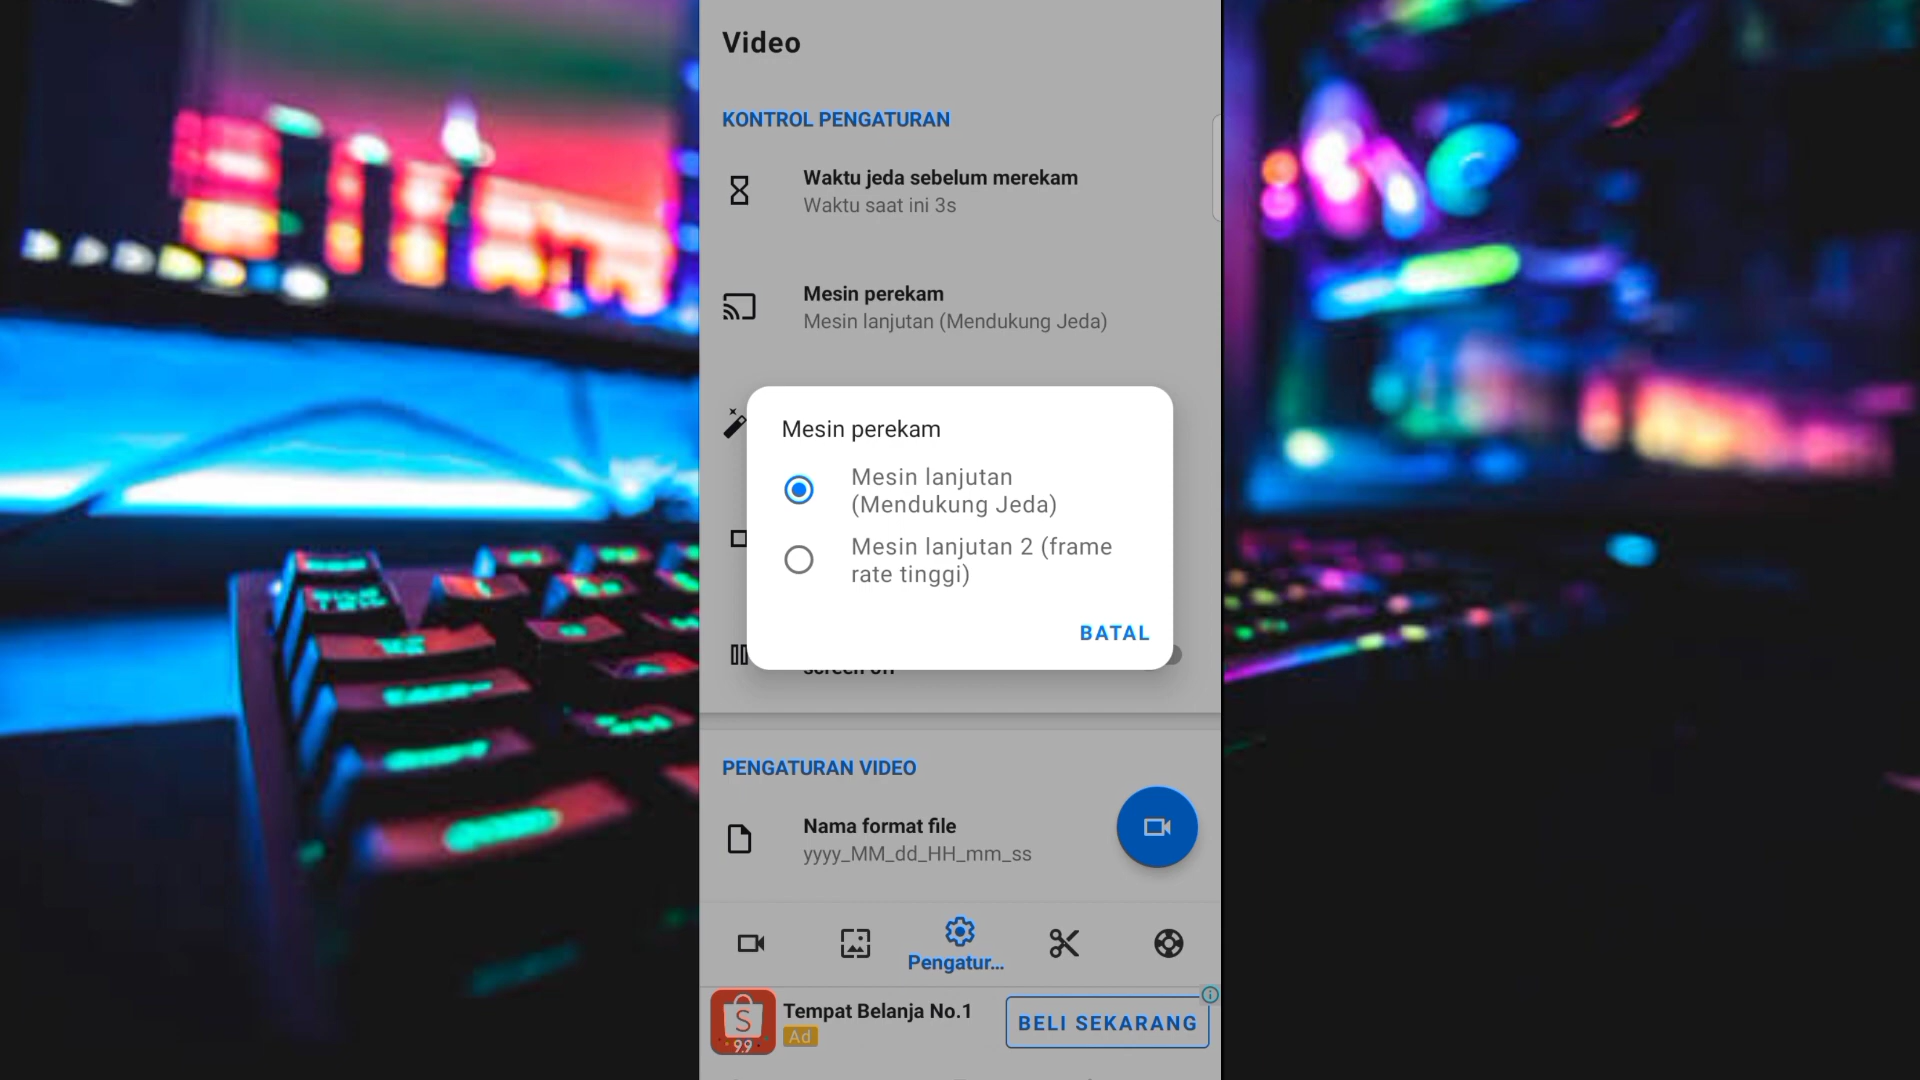 Video
KONTROL PENGATURAN
Waktu jeda sebelum merekam
Waktu saat ini 3s
Mesin perekam
Mesin lanjutan (Mendukung Jeda)
Mesin perekam
Mesin lanjutan
(Mendukung Jeda)
Mesin lanjutan 2 (frame
rate tinggi)
BATAL
screen off
PENGATURAN VIDEO
Nama format file
yyyy_MM_dd_HH_mm_ss
Pengatur...
S
9.9
Tempat Belanja No.1
Ad
BELI SEKARANG